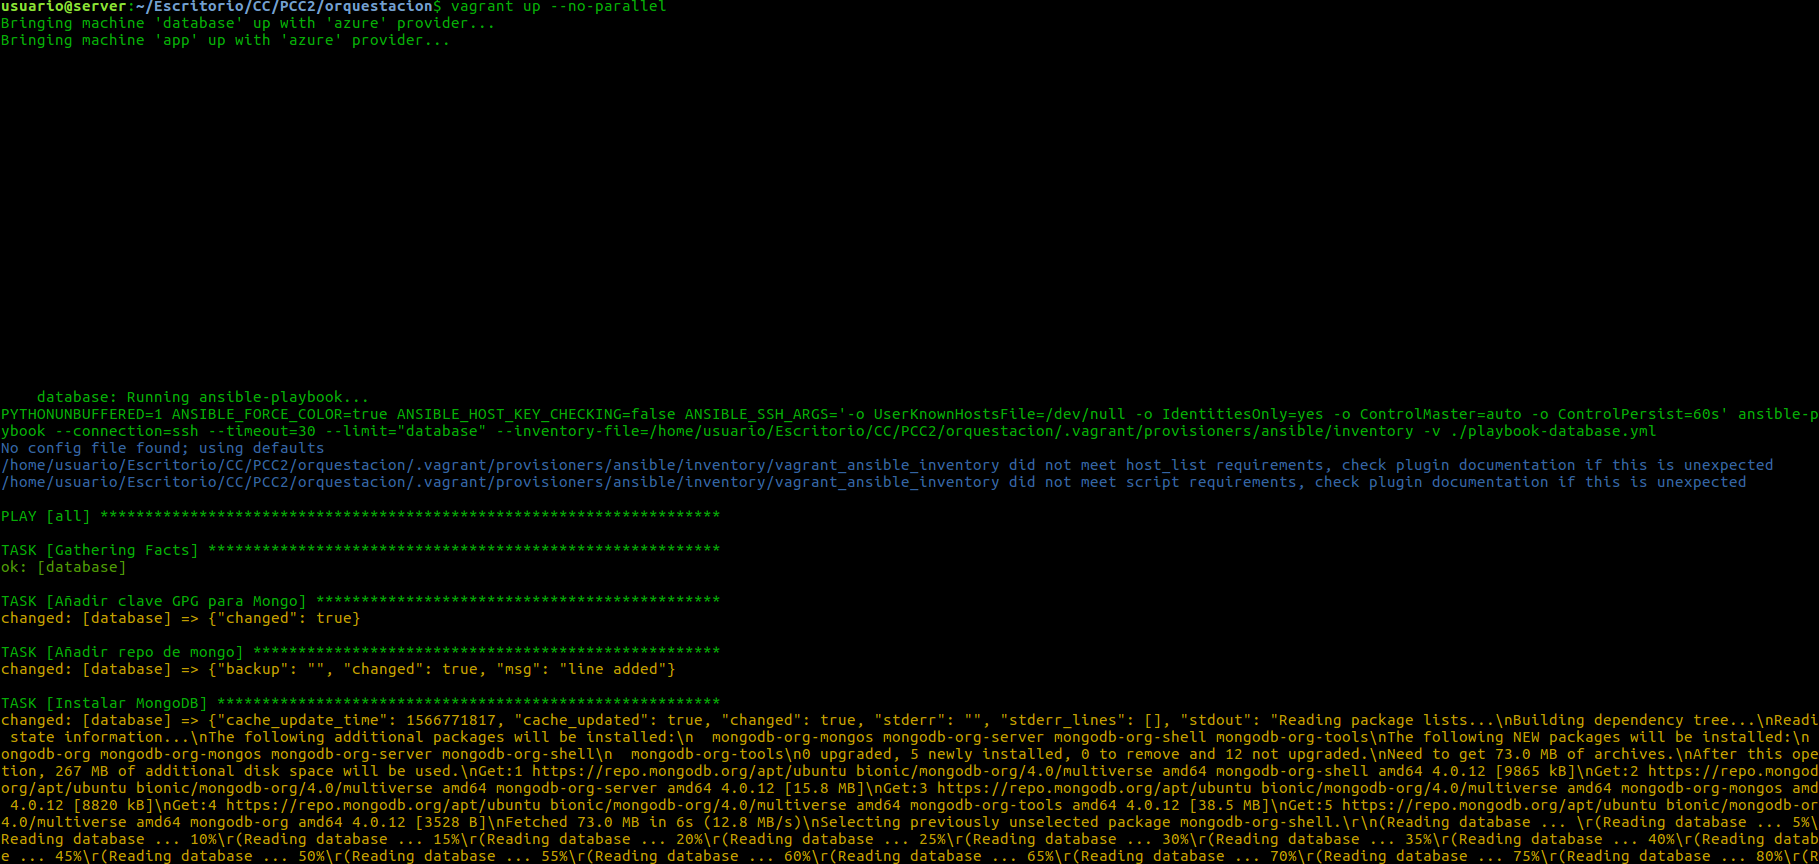 usuario@server:~/Escritorio/CC/PCC2/orquestacion$ vagrant up --no-parallel
Bringing machine 'database' up with 'azure' provider...
Bringing machine 'app' up with 'azure' provider...
    database: Running ansible-playbook...
PYTHONUNBUFFERED=1 ANSIBLE_FORCE_COLOR=true ANSIBLE_HOST_KEY_CHECKING=false ANSIBLE_SSH_ARGS='-o UserKnownHostsFile=/dev/null -o IdentitiesOnly=yes -o ControlMaster=auto -o ControlPersist=60s' ansible-p
ybook --connection=ssh --timeout=30 --limit="database" --inventory-file=/home/usuario/Escritorio/CC/PCC2/orquestacion/.vagrant/provisioners/ansible/inventory -v ./playbook-database.yml
No config file found; using defaults
/home/usuario/Escritorio/CC/PCC2/orquestacion/.vagrant/provisioners/ansible/inventory/vagrant_ansible_inventory did not meet host_list requirements, check plugin documentation if this is unexpected
/home/usuario/Escritorio/CC/PCC2/orquestacion/.vagrant/provisioners/ansible/inventory/vagrant_ansible_inventory did not meet script requirements, check plugin documentation if this is unexpected
PLAY [all] *********************************************************************
TASK [Gathering Facts] *********************************************************
ok: [database]
TASK [Añadir clave GPG para Mongo] *********************************************
changed: [database] => {"changed": true}
TASK [Añadir repo de mongo] ****************************************************
changed: [database] => {"backup": "", "changed": true, "msg": "line added"}
TASK [Instalar MongoDB] ********************************************************
changed: [database] => {"cache_update_time": 1566771817, "cache_updated": true, "changed": true, "stderr": "", "stderr_lines": [], "stdout": "Reading package lists...\nBuilding dependency tree...\nReadi
 state information...\nThe following additional packages will be installed:\n  mongodb-org-mongos mongodb-org-server mongodb-org-shell mongodb-org-tools\nThe following NEW packages will be installed:\n
ongodb-org mongodb-org-mongos mongodb-org-server mongodb-org-shell\n  mongodb-org-tools\n0 upgraded, 5 newly installed, 0 to remove and 12 not upgraded.\nNeed to get 73.0 MB of archives.\nAfter this ope
tion, 267 MB of additional disk space will be used.\nGet:1 https://repo.mongodb.org/apt/ubuntu bionic/mongodb-org/4.0/multiverse amd64 mongodb-org-shell amd64 4.0.12 [9865 kB]\nGet:2 https://repo.mongod
org/apt/ubuntu bionic/mongodb-org/4.0/multiverse amd64 mongodb-org-server amd64 4.0.12 [15.8 MB]\nGet:3 https://repo.mongodb.org/apt/ubuntu bionic/mongodb-org/4.0/multiverse amd64 mongodb-org-mongos amd
 4.0.12 [8820 kB]\nGet:4 https://repo.mongodb.org/apt/ubuntu bionic/mongodb-org/4.0/multiverse amd64 mongodb-org-tools amd64 4.0.12 [38.5 MB]\nGet:5 https://repo.mongodb.org/apt/ubuntu bionic/mongodb-or
4.0/multiverse amd64 mongodb-org amd64 4.0.12 [3528 B]\nFetched 73.0 MB in 6s (12.8 MB/s)\nSelecting previously unselected package mongodb-org-shell.\r\n(Reading database ... \r(Reading database ... 5%\
Reading database ... 10%\r(Reading database ... 15%\r(Reading database ... 20%\r(Reading database ... 25%\r(Reading database ... 30%\r(Reading database ... 35%\r(Reading database ... 40%\r(Reading datab
e ... 45%\r(Reading database ... 50%\r(Reading database ... 55%\r(Reading database ... 60%\r(Reading database ... 65%\r(Reading database ... 70%\r(Reading database ... 75%\r(Reading database ... 80%\r(R